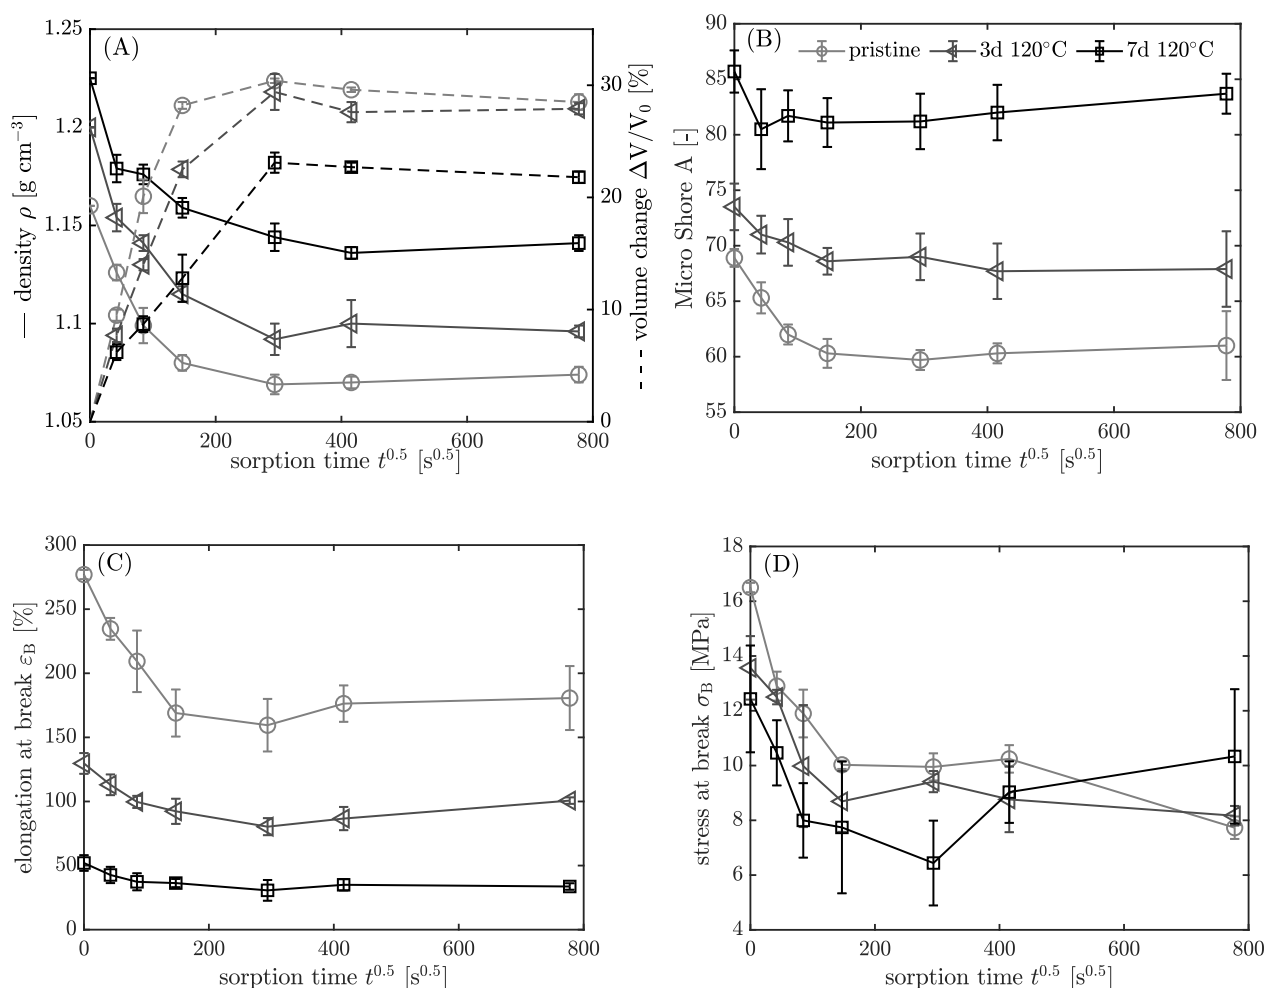 (A)
— density ρ [g cm⁻³]
1.25
1.2
1.15
1.1
1.05
30
20
10
0
--- volume change ΔV/V₀ [%]
0 200 400 600 800
sorption time t^0.5 [s^0.5]
(B)
pristine 3d 120°C 7d 120°C
Micro Shore A [-]
90
85
80
75
70
65
60
55
0 200 400 600 800
sorption time t^0.5 [s^0.5]
(C)
elongation at break ε_B [%]
300
250
200
150
100
50
0
0 200 400 600 800
sorption time t^0.5 [s^0.5]
(D)
stress at break σ_B [MPa]
18
16
14
12
10
8
6
4
0 200 400 600 800
sorption time t^0.5 [s^0.5]